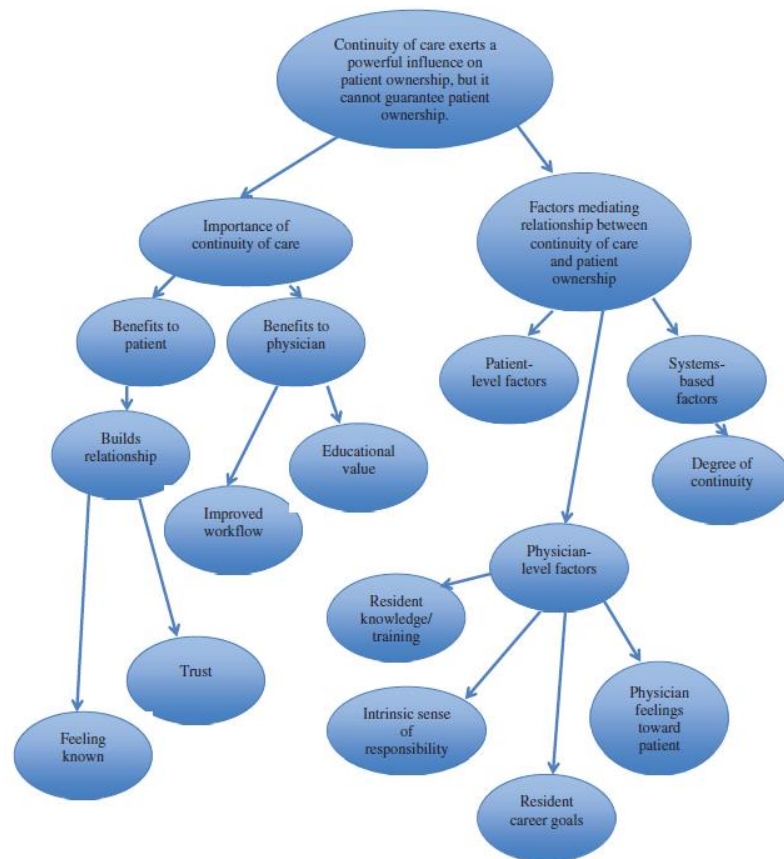 Continuity of care exerts a
powerful influence on
patient ownership, but it
cannot guarantee patient
ownership.
Importance of
continuity of care
Factors mediating
relationship between
continuity of care
and patient
ownership
Benefits to
patient
Benefits to
physician
Patient-
level factors
Systems-
based
factors
Builds
relationship
Educational
value
Degree of
continuity
Improved
workflow
Physician-
level factors
Resident
knowledge/
training
Trust
Intrinsic sense
of
responsibility
Physician
feelings
toward
patient
Feeling
known
Resident
career goals